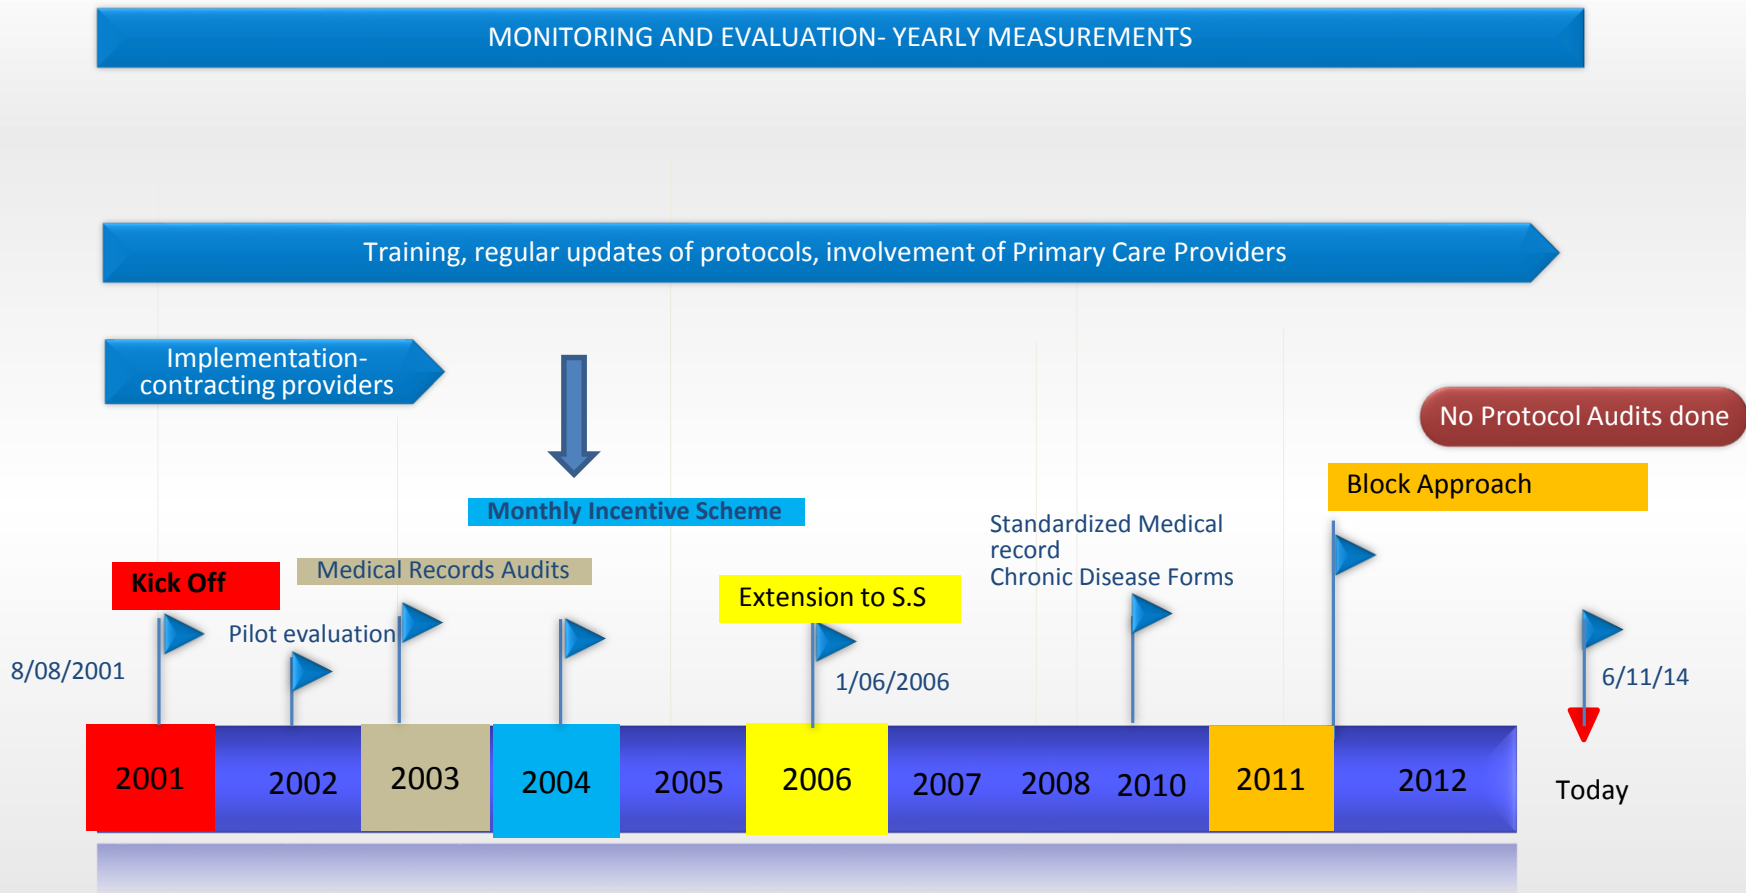 MONITORING AND EVALUATION- YEARLY MEASUREMENTS
Training, regular updates of protocols, involvement of Primary Care Providers
Implementation-
contracting providers
No Protocol Audits done
Block Approach
Monthly Incentive Scheme
Standardized Medical
record
Chronic Disease Forms
Medical Records Audits
Kick Off
Extension to S.S
Pilot evaluation
8/08/2001
1/06/2006
6/11/14
2001
2002
2003
2004
2005
2006
2007
2008
2010
2011
2012
Today